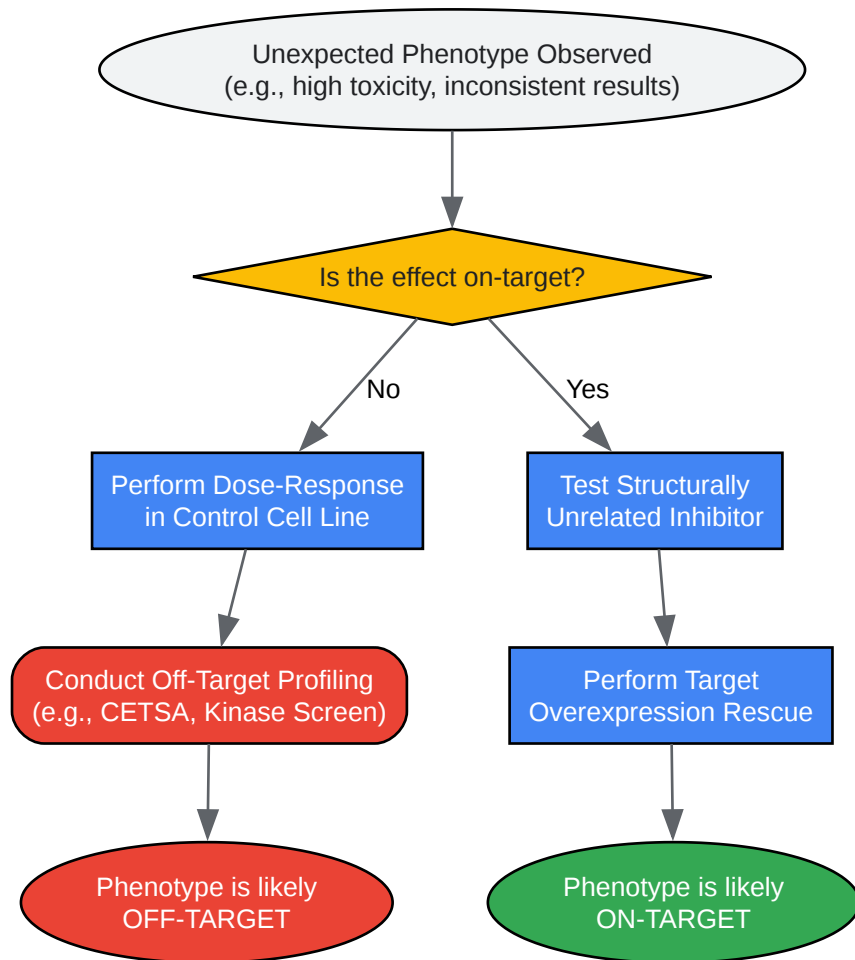 Unexpected Phenotype Observed
(e.g., high toxicity, inconsistent results)
Is the effect on-target?
No
Yes
Perform Dose-Response
in Control Cell Line
Test Structurally
Unrelated Inhibitor
Conduct Off-Target Profiling
(e.g., CETSA, Kinase Screen)
Perform Target
Overexpression Rescue
Phenotype is likely
OFF-TARGET
Phenotype is likely
ON-TARGET